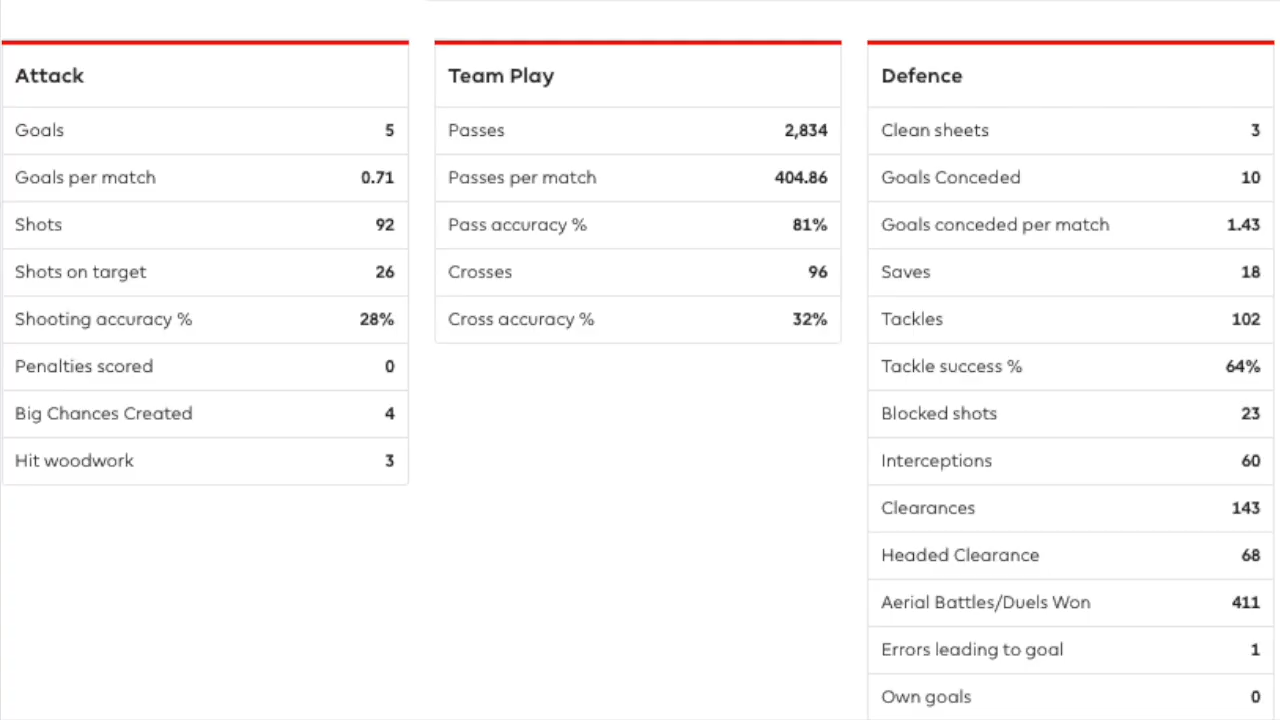 Attack
Goals 5
Goals per match 0.71
Shots 92
Shots on target 26
Shooting accuracy % 28%
Penalties scored 0
Big Chances Created 4
Hit woodwork 3
Team Play
Passes 2,834
Passes per match 404.86
Pass accuracy % 81%
Crosses 96
Cross accuracy % 32%
Defence
Clean sheets 3
Goals Conceded 10
Goals conceded per match 1.43
Saves 18
Tackles 102
Tackle success % 64%
Blocked shots 23
Interceptions 60
Clearances 143
Headed Clearance 68
Aerial Battles/Duels Won 411
Errors leading to goal 1
Own goals 0